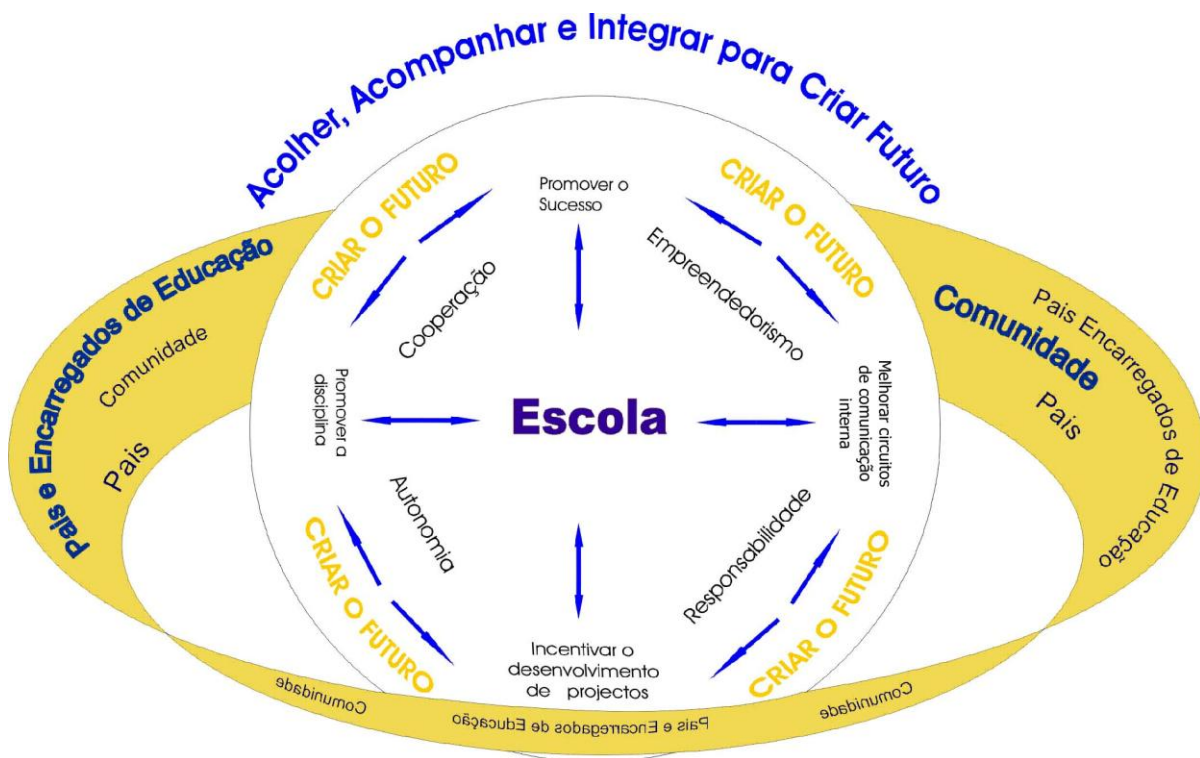 Acolher, Acompanhar e Integrar para Criar Futuro
CRIAR O FUTURO
CRIAR O FUTURO
Promover o
Sucesso
Cooperação
Empreendedorismo
Pais e Encarregados de Educação
Comunidade
Pais
Comunidade
Pais Encarregados de Educação
Pais
Promover a
disciplina
Escola
Melhorar circuitos
de comunicação
interna
Autonomia
Responsabilidade
CRIAR O FUTURO
CRIAR O FUTURO
Incentivar o
desenvolvimento
de projectos
Comunidade
Pais e Encarregados de Educação
Comunidade